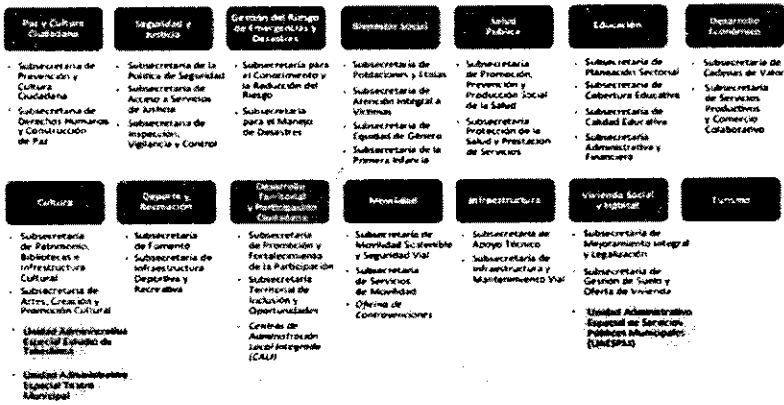 Paz y Cultura
Ciudadana
Subsecretaría de
Prevención y
Cultura
Ciudadana
Subsecretaría de
Derechos Humanos
y Construcción
de Paz
Seguridad y
Justicia
Subsecretaría de la
Política de Seguridad
Subsecretaría de
Acceso a Servicios
de Justicia
Subsecretaría de
Inspección,
Vigilancia y Control
Gestión del Riesgo
de Emergencias y
Desastres
Subsecretaría para
el Conocimiento y
la Reducción del
Riesgo
Subsecretaría
para el Manejo
de Desastres
Bienestar Social
Subsecretaría de
Poblaciones y Etnias
Subsecretaría de
Atención Integral a
Víctimas
Subsecretaría de
Equidad de Género
Subsecretaría de la
Primera Infancia
Salud
Pública
Subsecretaría
de Promoción,
Prevención y
Producción Social
de la Salud
Subsecretaría
Protección de la
Salud y Prestación
de Servicios
Educación
Subsecretaría de
Planeación Sectorial
Subsecretaría de
Cobertura Educativa
Subsecretaría de
Calidad Educativa
Subsecretaría
Administrativa y
Financiera
Desarrollo
Económico
Subsecretaría de
Cadenas de Valor
Subsecretaría
de Servicios
Productivos
y Comercio
Colaborativo
Cultura
Subsecretaría
de Patrimonio,
Bibliotecas e
Infraestructura
Cultural
Subsecretaría de
Artes, Creación y
Promoción Cultural
Unidad Administrativa
Especial Estudio de
Takeshima
Unidad Administrativa
Especial Teatro
Municipal
Deporte y
Recreación
Subsecretaría
de Fomento
Subsecretaría de
Infraestructura
Deportiva y
Recreativa
Desarrollo
Territorial
y Participación
Ciudadana
Subsecretaría
de Promoción y
Fortalecimiento
de la Participación
Subsecretaría
Territorial de
Inclusión y
Oportunidades
Centros de
Administración
Local Integrada
(CALI)
Movilidad
Subsecretaría de
Movilidad Sostenible
y Seguridad Vial
Subsecretaría
de Servicios
de Movilidad
Oficina de
Contravenciones
Infraestructura
Subsecretaría de
Apoyo Técnico
Subsecretaría de
Infraestructura y
Mantenimiento Vial
Vivienda Social
y Hábitat
Subsecretaría de
Mejoramiento Integral
y Legalización
Subsecretaría de
Gestión de Suelo y
Oferta de Vivienda
Unidad Administrativa
Especial de Servicios
Públicos Municipales
(UAESPM)
Turismo